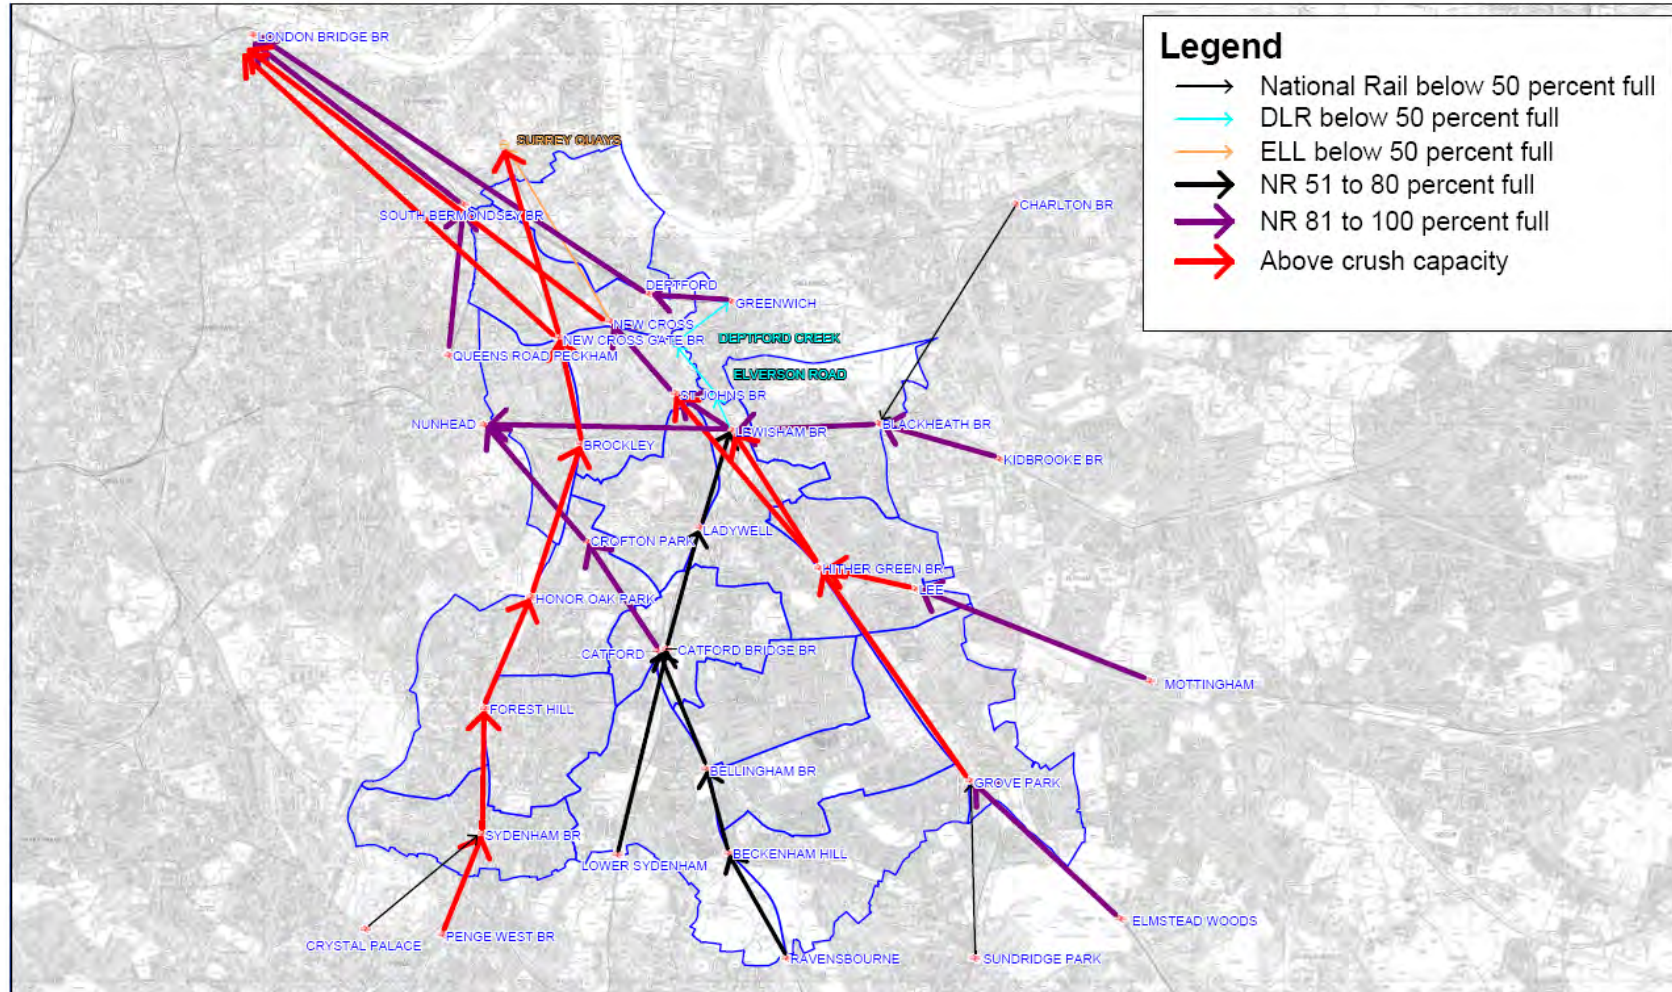 LONDON BRIDGE BR
Legend
National Rail below 50 percent full
DLR below 50 percent full
ELL below 50 percent full
NR 51 to 80 percent full
NR 81 to 100 percent full
Above crush capacity
SURREY QUAYS
CHARLTON BR
SOUTH BERMONDSEY BR
DEPTFORD
GREENWICH
NEW CROSS
NEW CROSS GATE BR
DEPTFORD CREEK
QUEENS ROAD PECKHAM
ELVERSON ROAD
ST JOHNS BR
NUNHEAD
LEWISHAM BR
BLACKHEATH BR
BROCKLEY
KIDBROOKE BR
LADYWELL
CROFTON PARK
HITHER GREEN BR
LEE
HONOR OAK PARK
CATFORD
CATFORD BRIDGE BR
MOTTINGHAM
FOREST HILL
BELLINGHAM BR
GROVE PARK
SYDENHAM BR
LOWER SYDENHAM
BECKENHAM HILL
ELMSTEAD WOODS
CRYSTAL PALACE
PENGE WEST BR
RAVENSBOURNE
SUNDRIDGE PARK